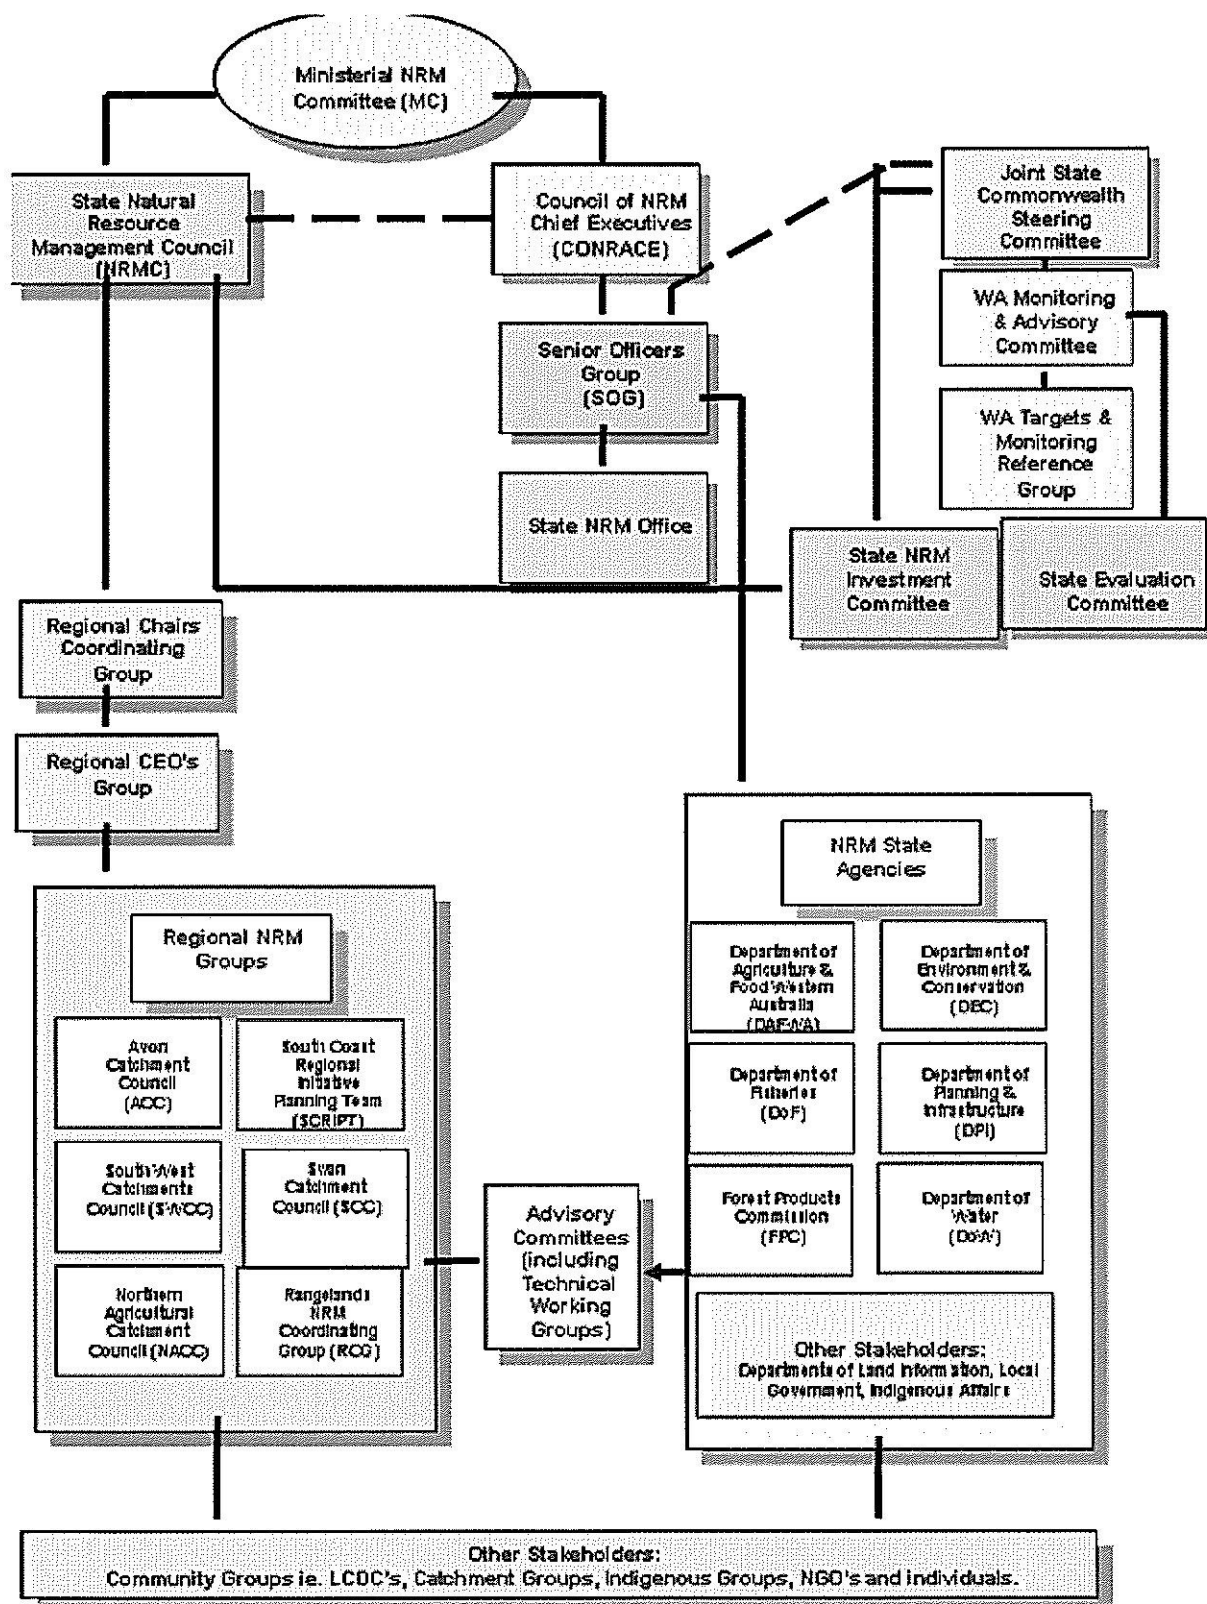 Ministerial NRM
Committee (MC)
State Natural
Resource
Management Council
(NRMC)
Council of NRM
Chief Executives
(CONRACE)
Joint State
Commonwealth
Steering
Committee
WA Monitoring
& Advisory
Committee
Senior Officers
Group
(SOG)
WA Targets &
Monitoring
Reference
Group
State NRM Office
State NRM
Investment
Committee
State Evaluation
Committee
Regional Chairs
Coordinating
Group
Regional CEO's
Group
NRM State
Agencies
Regional NRM
Groups
Department of
Agriculture &
Food Western
Australia
(DAFWA)
Department of
Environment &
Conservation
(DEC)
Avon
Catchment
Council
(ACC)
South Coast
Regional
Initiative
Planning Team
(SCRIPT)
Department of
Fisheries
(DoF)
Department of
Planning &
Infrastructure
(DPI)
South West
Catchments
Council (SWCC)
Swan
Catchment
Council (SCC)
Advisory
Committees
(including
Technical
Working
Groups)
Forest Products
Commission
(FPC)
Department of
Water
(DoW)
Northern
Agricultural
Catchment
Council (NACC)
Rangelands
NRM
Coordinating
Group (RCG)
Other Stakeholders:
Departments of Land Information, Local
Government, Indigenous Affairs
Other Stakeholders:
Community Groups ie. LCDC's, Catchment Groups, Indigenous Groups, NGO's and individuals.